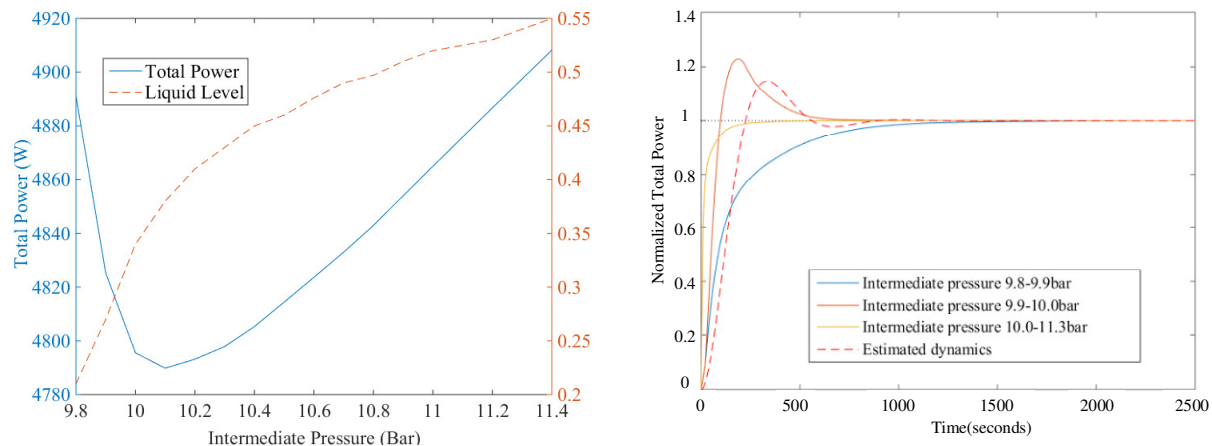 4920
4900
4880
4860
4840
4820
4800
4780
Total Power (W)
Total Power
Liquid Level
0.55
0.5
0.45
0.4
0.35
0.3
0.25
0.2
9.8 10 10.2 10.4 10.6 10.8 11 11.2 11.4
Intermediate Pressure (Bar)
1.4
1.2
1
0.8
0.6
0.4
0.2
0
Normalized Total Power
Intermediate pressure 9.8-9.9bar
Intermediate pressure 9.9-10.0bar
Intermediate pressure 10.0-11.3bar
Estimated dynamics
0 500 1000 1500 2000 2500
Time(seconds)